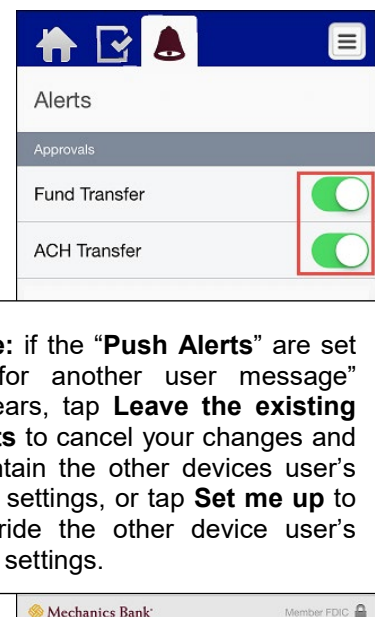 Alerts
Approvals
Fund Transfer
ACH Transfer
e: if the “Push Alerts” are set
for another user message”
ears, tap Leave the existing
ts to cancel your changes and
ntain the other devices user’s
settings, or tap Set me up to
ride the other device user’s
settings.
Mechanics Bank® Member FDIC